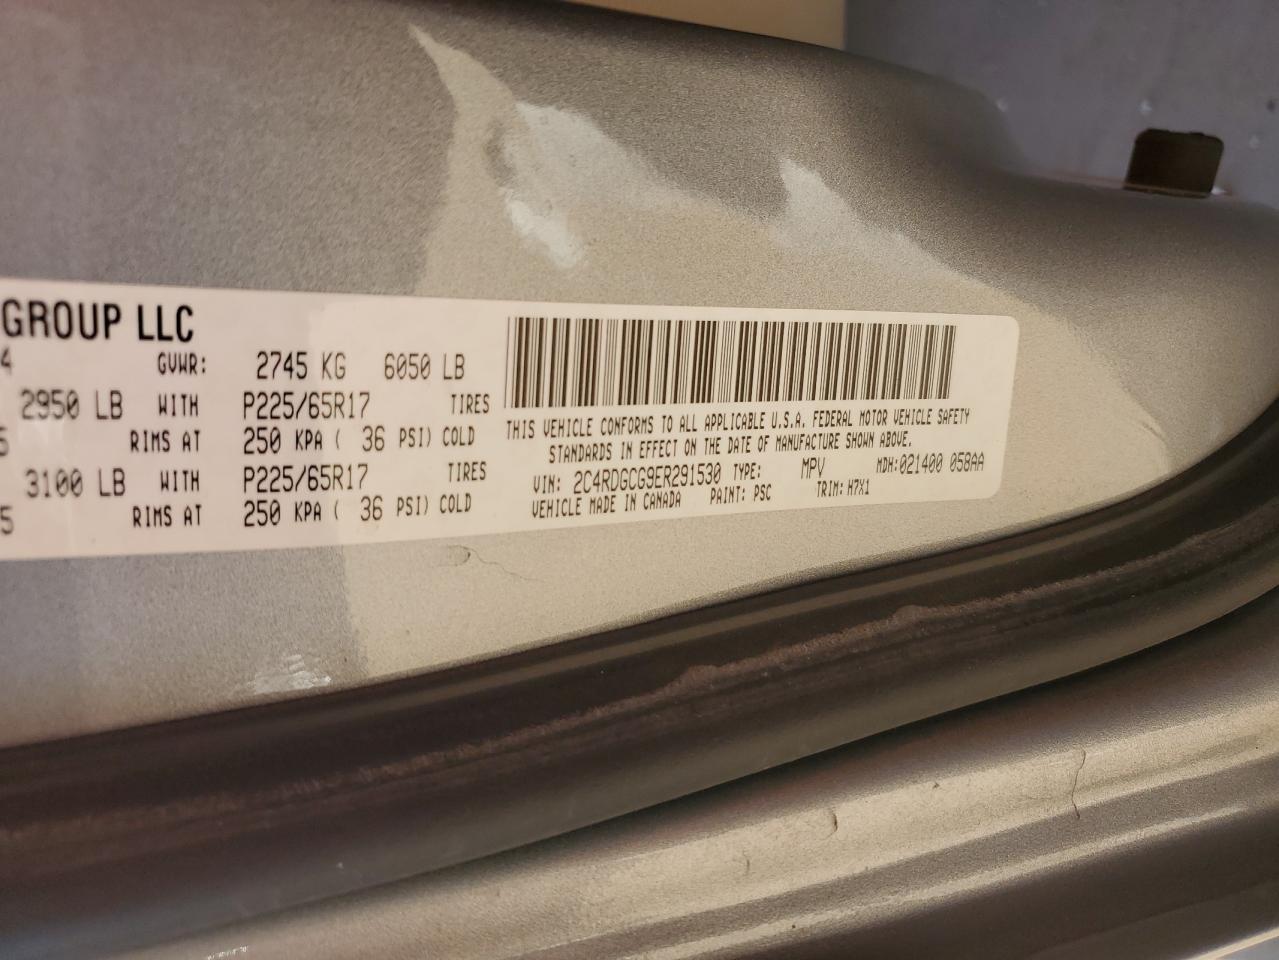 GROUP LLC
4 GVWR: 2745 KG 6050 LB
2950 LB WITH P225/65R17 TIRES
RIMS AT 250 KPA ( 36 PSI) COLD
3100 LB WITH P225/65R17 TIRES
5 RIMS AT 250 KPA ( 36 PSI) COLD
THIS VEHICLE CONFORMS TO ALL APPLICABLE U.S.A. FEDERAL MOTOR VEHICLE SAFETY
STANDARDS IN EFFECT ON THE DATE OF MANUFACTURE SHOWN ABOVE.
VIN: 2C4RDGCG9ER291530 TYPE: MPV MDH:021400 058AA
VEHICLE MADE IN CANADA PAINT: PSC TRIM: H7X1